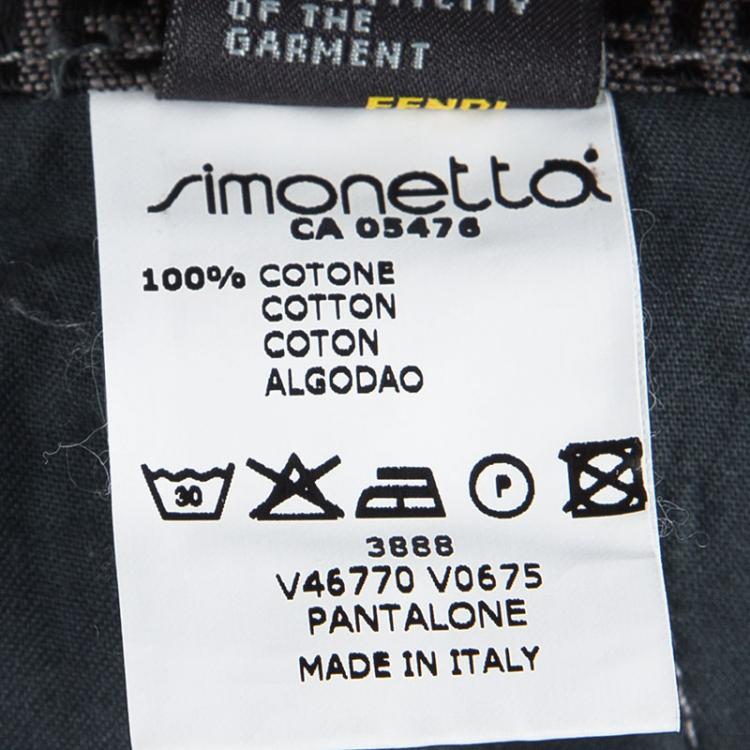 OF THE
GARMENT
FENDI
simonetta
CA 05476
100% COTONE
COTTON
COTON
ALGODAO
30
P
3888
V46770 V0675
PANTALONE
MADE IN ITALY